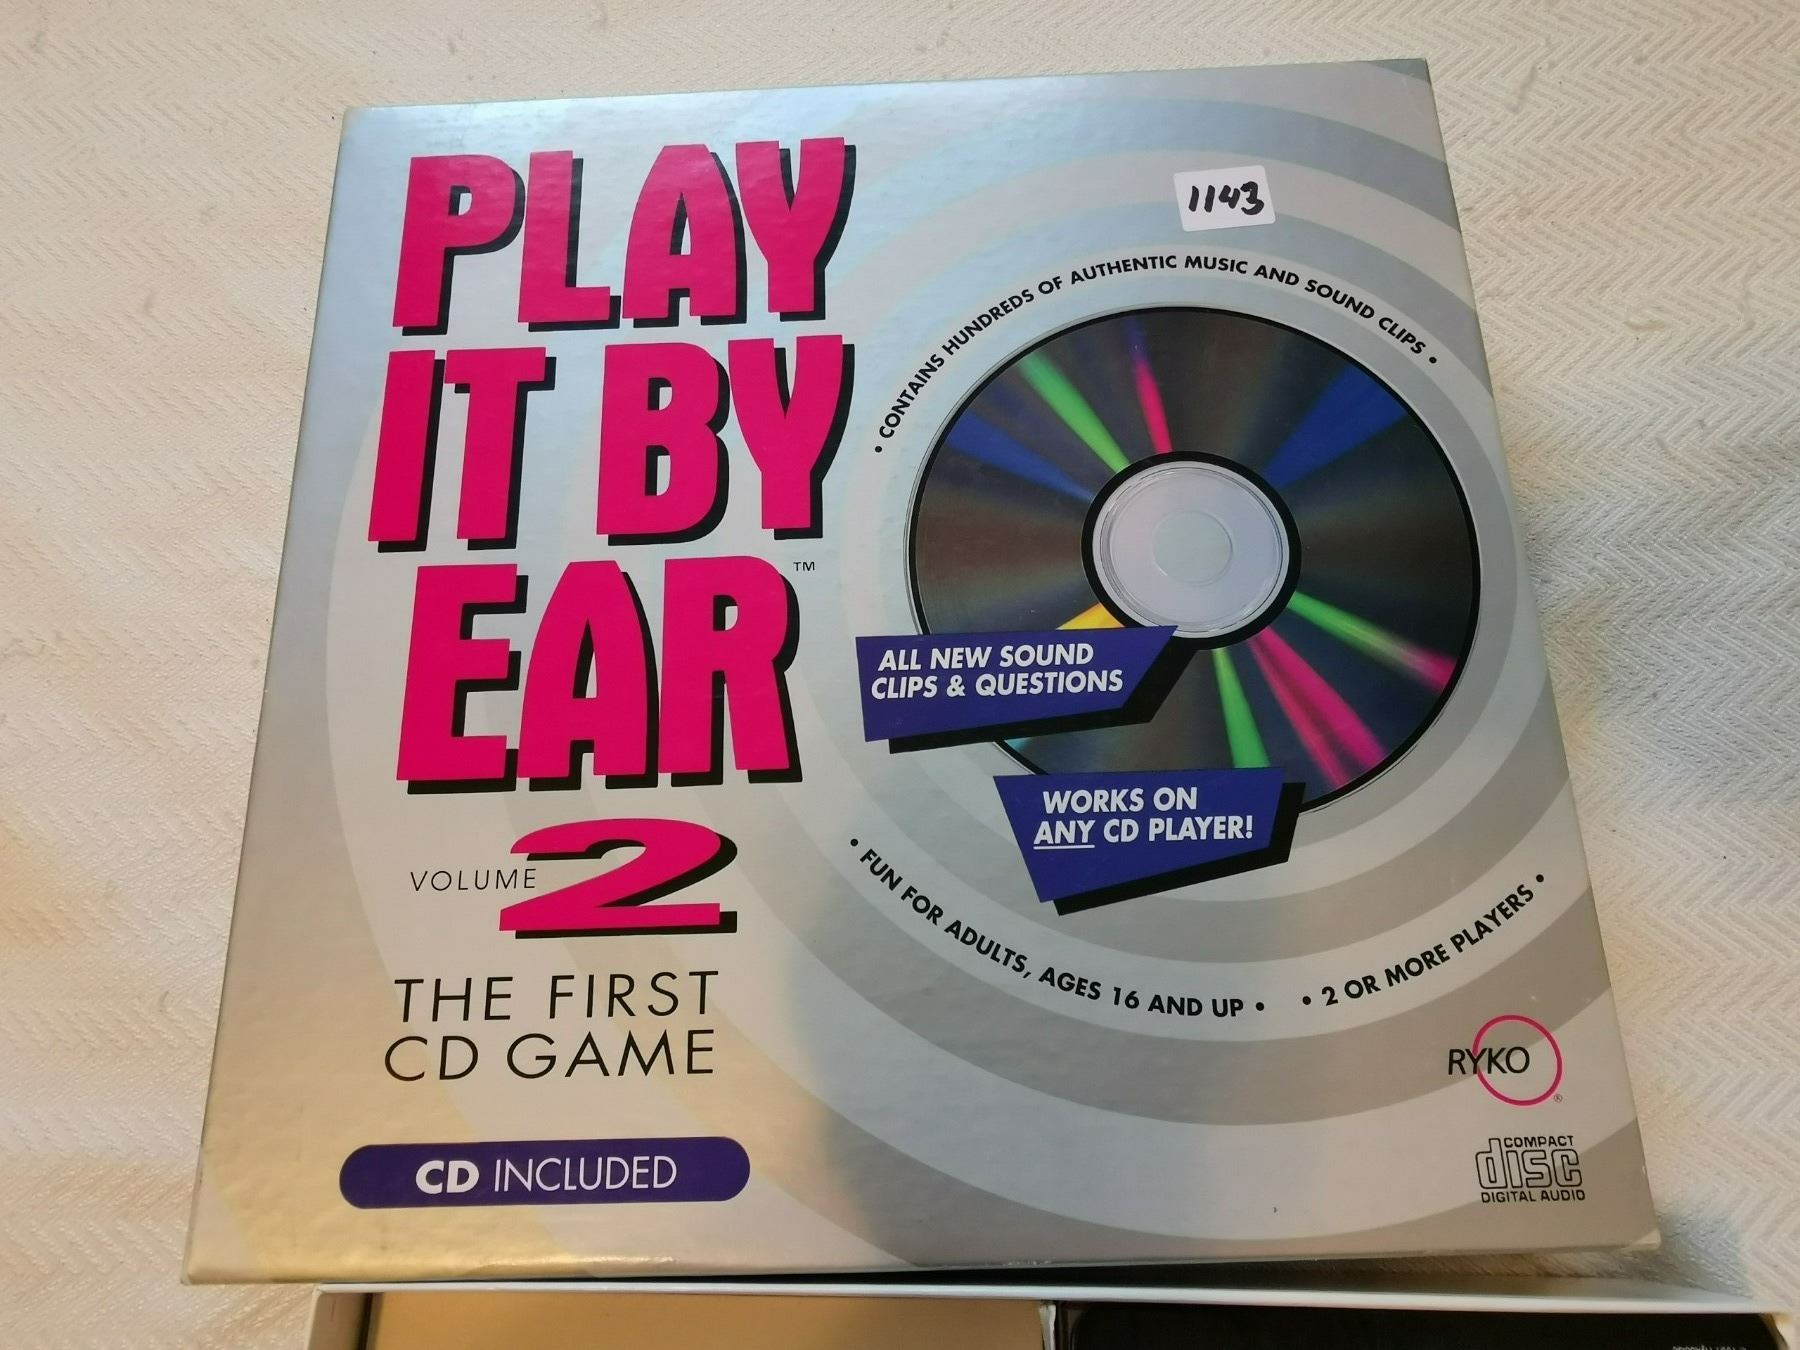 PLAY
IT BY
EAR™
VOLUME 2
THE FIRST
CD GAME
CD INCLUDED
1143
• CONTAINS HUNDREDS OF AUTHENTIC MUSIC AND SOUND CLIPS •
ALL NEW SOUND
CLIPS & QUESTIONS
WORKS ON
ANY CD PLAYER!
• FUN FOR ADULTS, AGES 16 AND UP •
• 2 OR MORE PLAYERS •
RYKO®
COMPACT
disc
DIGITAL AUDIO